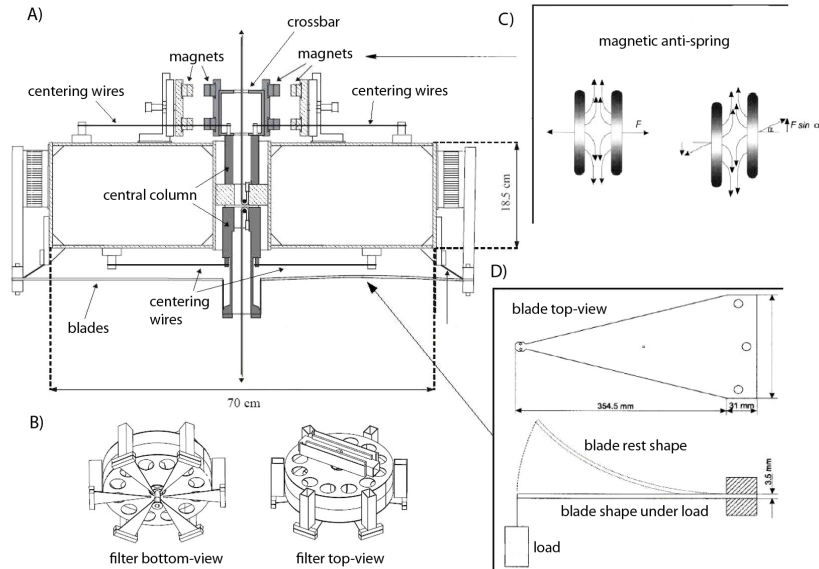 A)
crossbar
magnets
magnets
centering wires
centering wires
central column
18.5 cm
centering
wires
blades
70 cm
B)
filter bottom-view
filter top-view
C)
magnetic anti-spring
F
α
F sin α
D)
blade top-view
354.5 mm
31 mm
blade rest shape
3.5 mm
blade shape under load
load